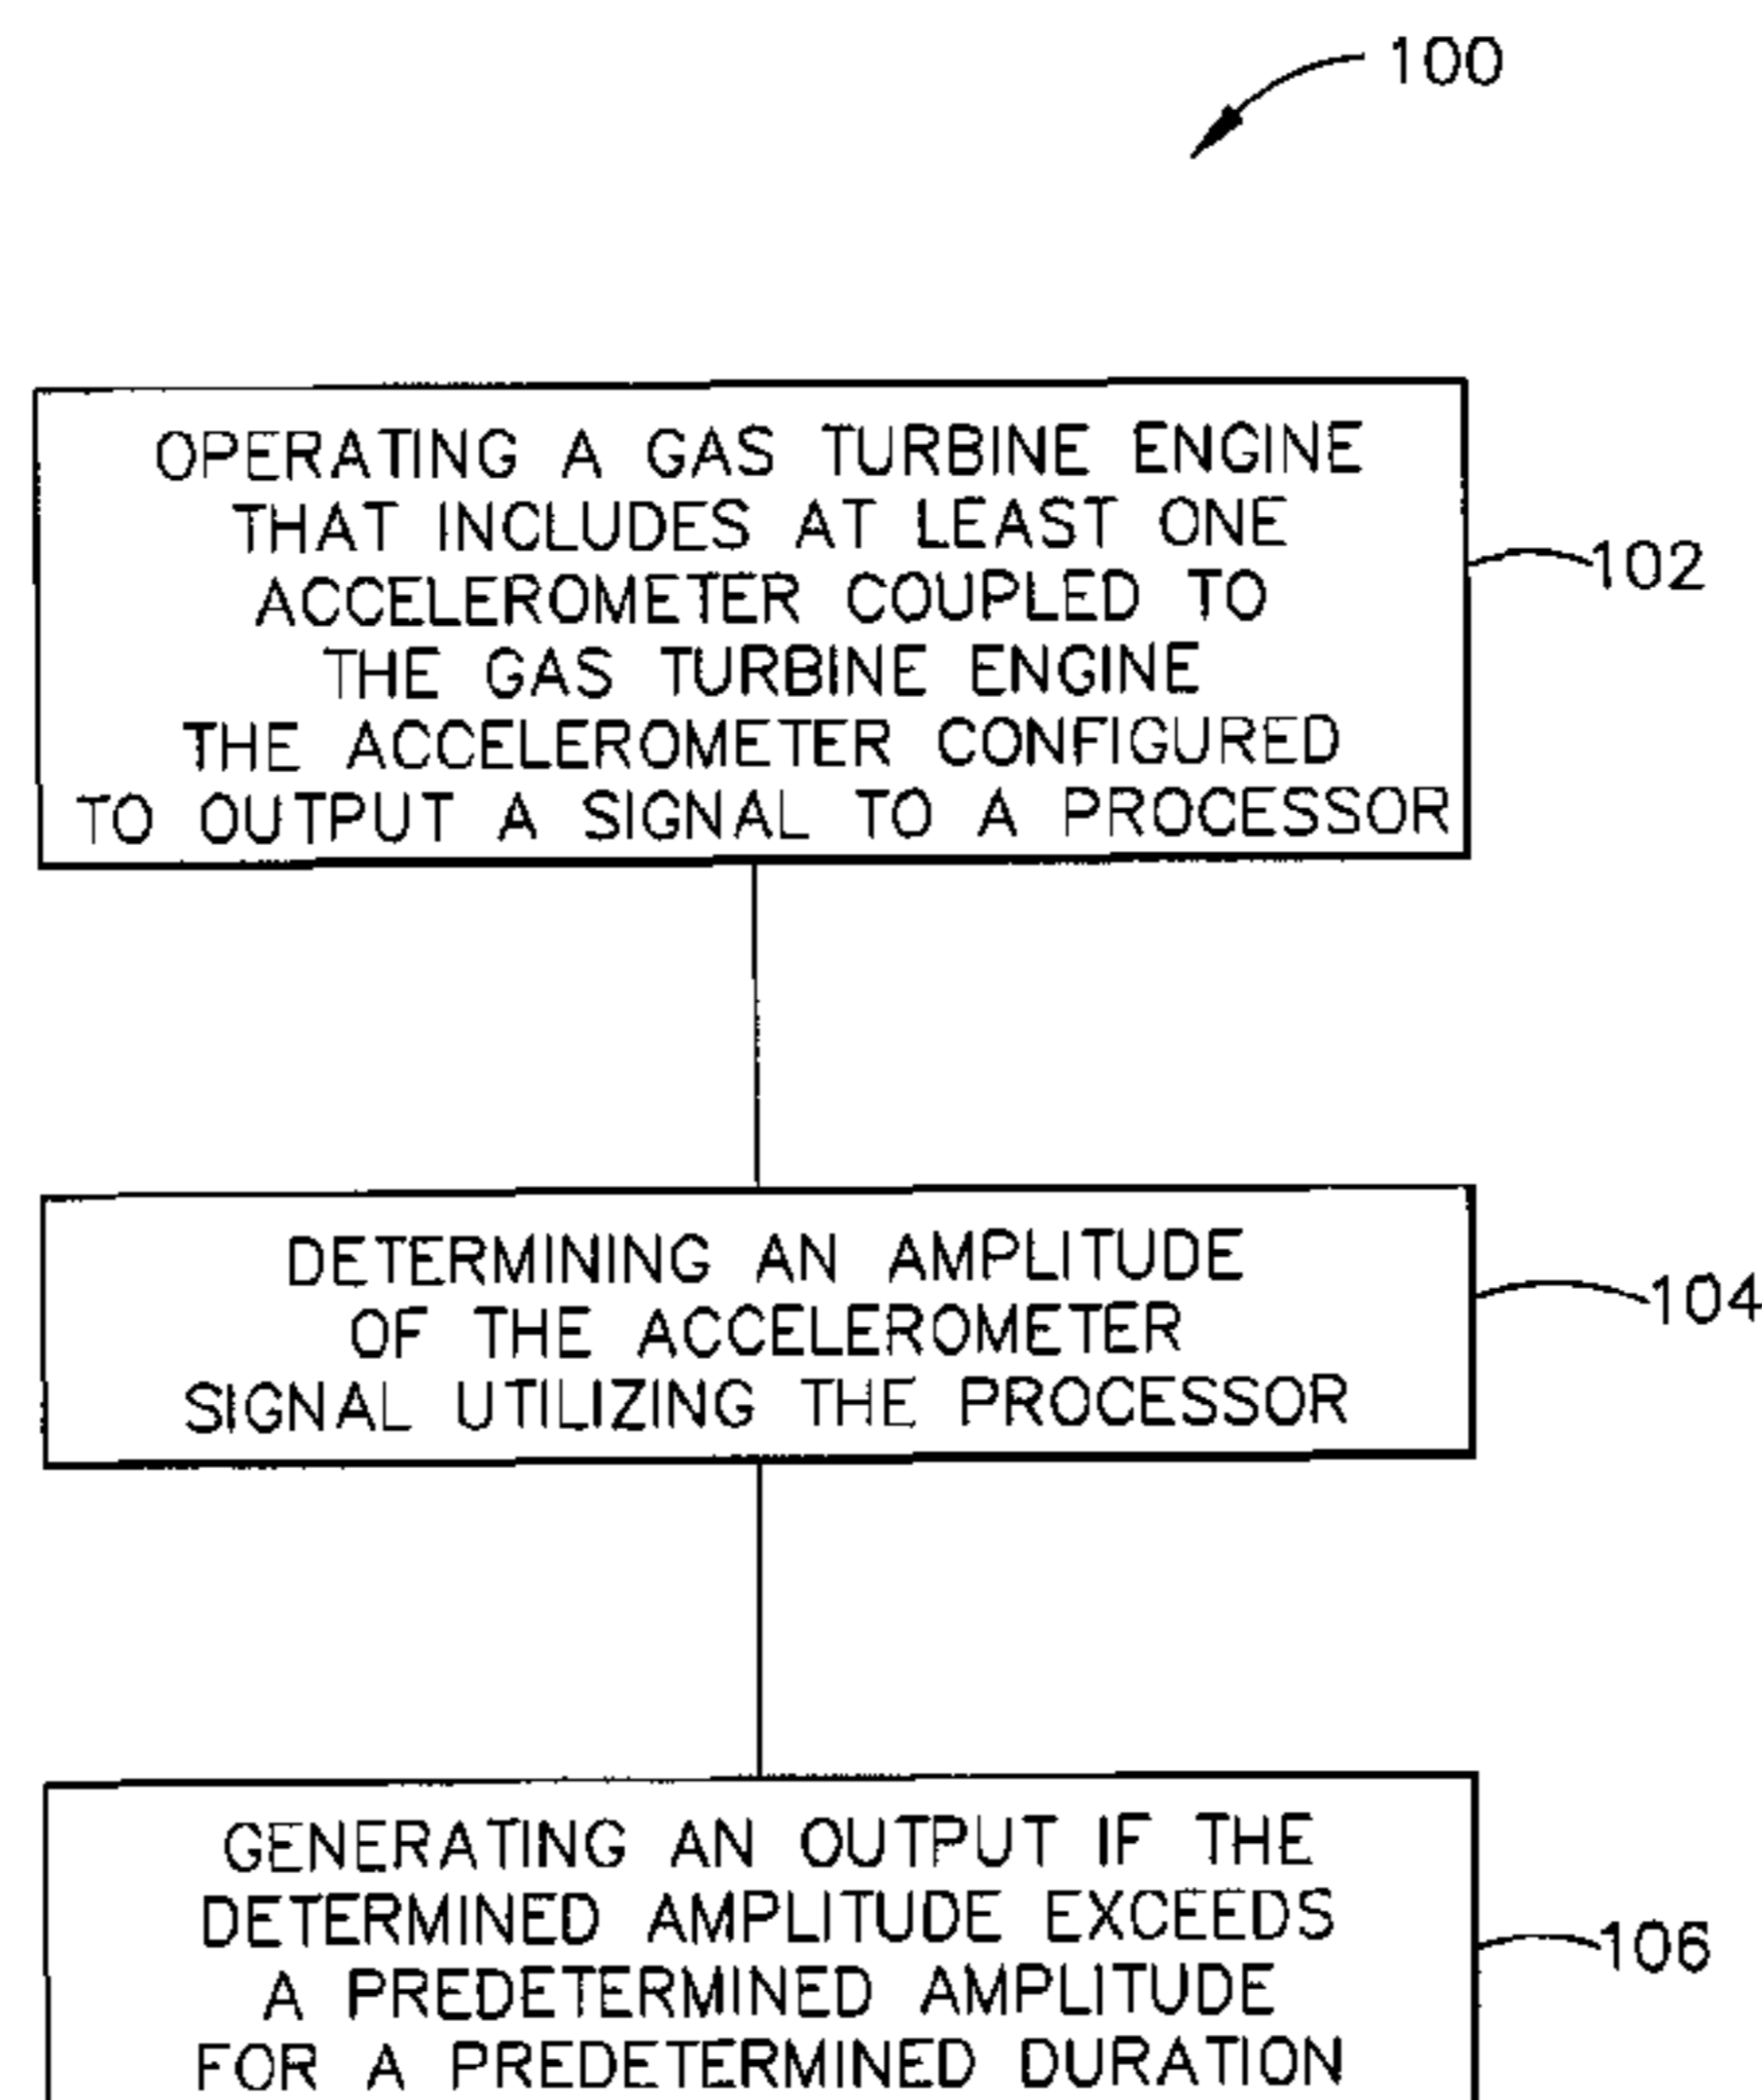 100
OPERATING A GAS TURBINE ENGINE
THAT INCLUDES AT LEAST ONE
ACCELEROMETER COUPLED TO
THE GAS TURBINE ENGINE
THE ACCELEROMETER CONFIGURED
TO OUTPUT A SIGNAL TO A PROCESSOR
102
DETERMINING AN AMPLITUDE
OF THE ACCELEROMETER
SIGNAL UTILIZING THE PROCESSOR
104
GENERATING AN OUTPUT IF THE
DETERMINED AMPLITUDE EXCEEDS
A PREDETERMINED AMPLITUDE
FOR A PREDETERMINED DURATION
106